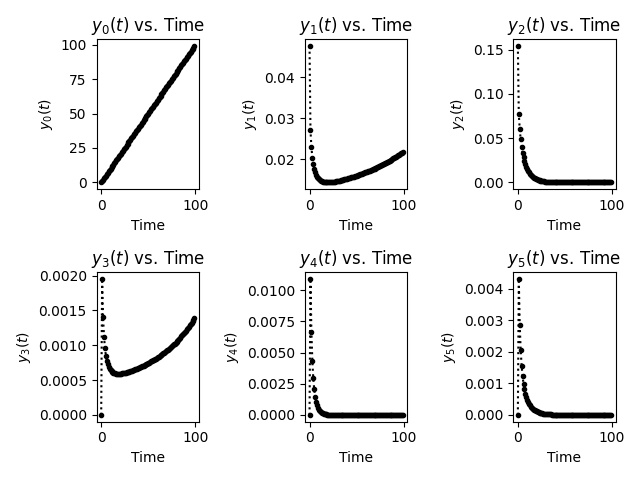 y₀(t) vs. Time
100
75
50
25
0
y₀(t)
0
100
Time
y₁(t) vs. Time
0.04
0.03
0.02
y₁(t)
0
100
Time
y₂(t) vs. Time
0.15
0.10
0.05
0.00
y₂(t)
0
100
Time
y₃(t) vs. Time
0.0020
0.0015
0.0010
0.0005
0.0000
y₃(t)
0
100
Time
y₄(t) vs. Time
0.0100
0.0075
0.0050
0.0025
0.0000
y₄(t)
0
100
Time
y₅(t) vs. Time
0.004
0.003
0.002
0.001
0.000
y₅(t)
0
100
Time